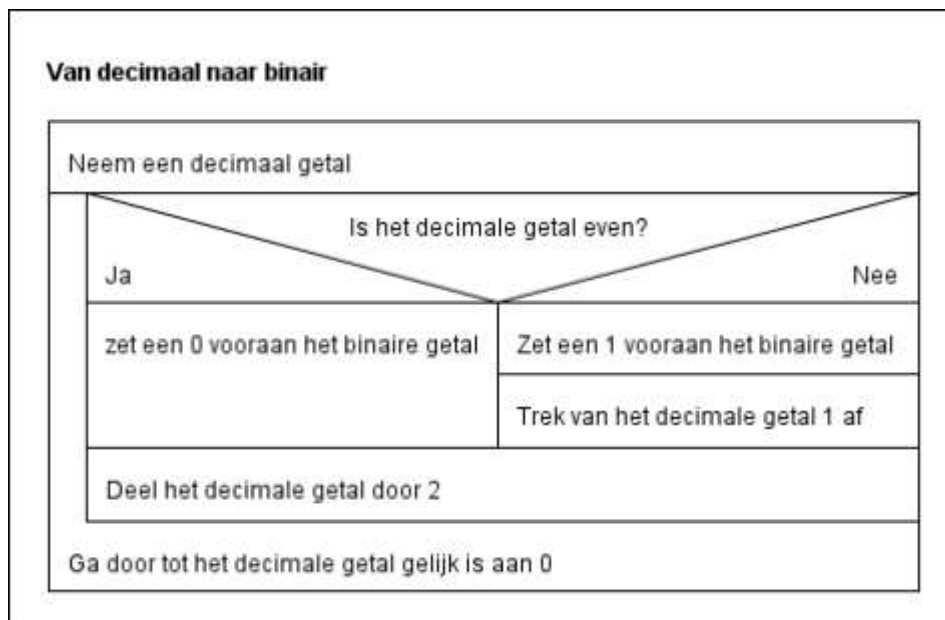 Van decimaal naar binair
Neem een decimaal getal
Is het decimale getal even?
Ja
Nee
zet een 0 vooraan het binaire getal
Zet een 1 vooraan het binaire getal
Trek van het decimale getal 1 af
Deel het decimale getal door 2
Ga door tot het decimale getal gelijk is aan 0